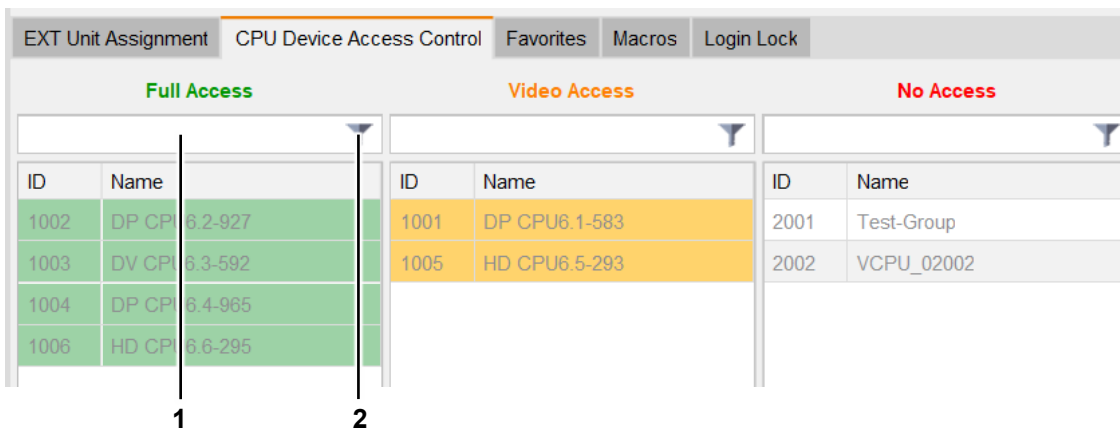 EXT Unit Assignment CPU Device Access Control Favorites Macros Login Lock
Full Access Video Access No Access
ID Name ID Name ID Name
1002 DP CPU6.2-927 1001 DP CPU6.1-583 2001 Test-Group
1003 DV CPU6.3-592 1005 HD CPU6.5-293 2002 VCPU_02002
1004 DP CPU6.4-965
1006 HD CPU6.6-295
1 2